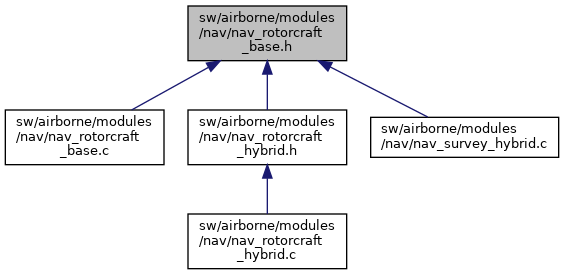 sw/airborne/modules
/nav/nav_rotorcraft
_base.h
sw/airborne/modules
/nav/nav_rotorcraft
_base.c
sw/airborne/modules
/nav/nav_rotorcraft
_hybrid.h
sw/airborne/modules
/nav/nav_survey_hybrid.c
sw/airborne/modules
/nav/nav_rotorcraft
_hybrid.c